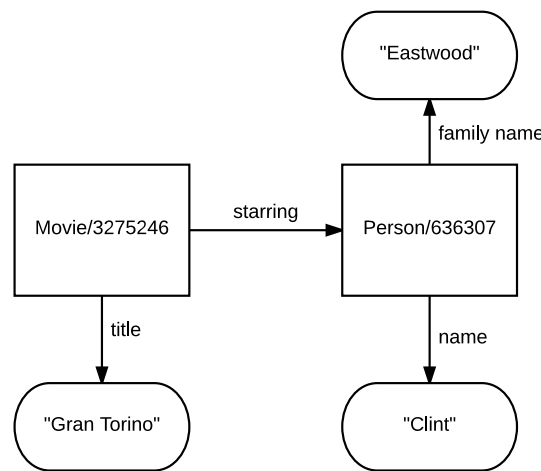 "Eastwood"
family name
Movie/3275246
starring
Person/636307
title
name
"Gran Torino"
"Clint"